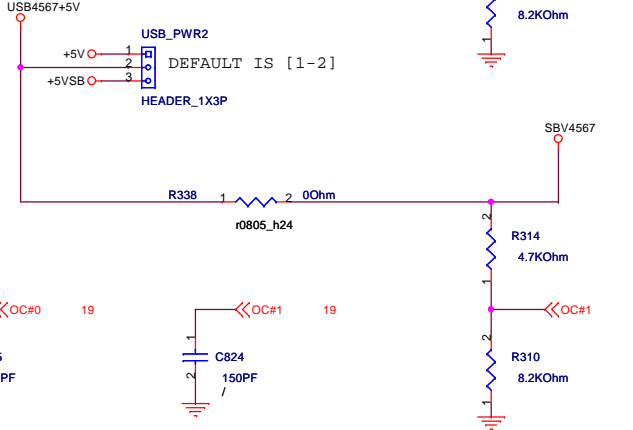 USB4567+5V
8.2KOhm
1
USB_PWR2
+5V
1
2
DEFAULT IS [1-2]
+5VSB
3
HEADER_1X3P
SBV4567
R338
1
2
0Ohm
r0805_h24
2
R314
4.7KOhm
1
OC#0
19
OC#1
19
OC#1
1
C824
2
150PF
/
PF
2
R310
8.2KOhm
1